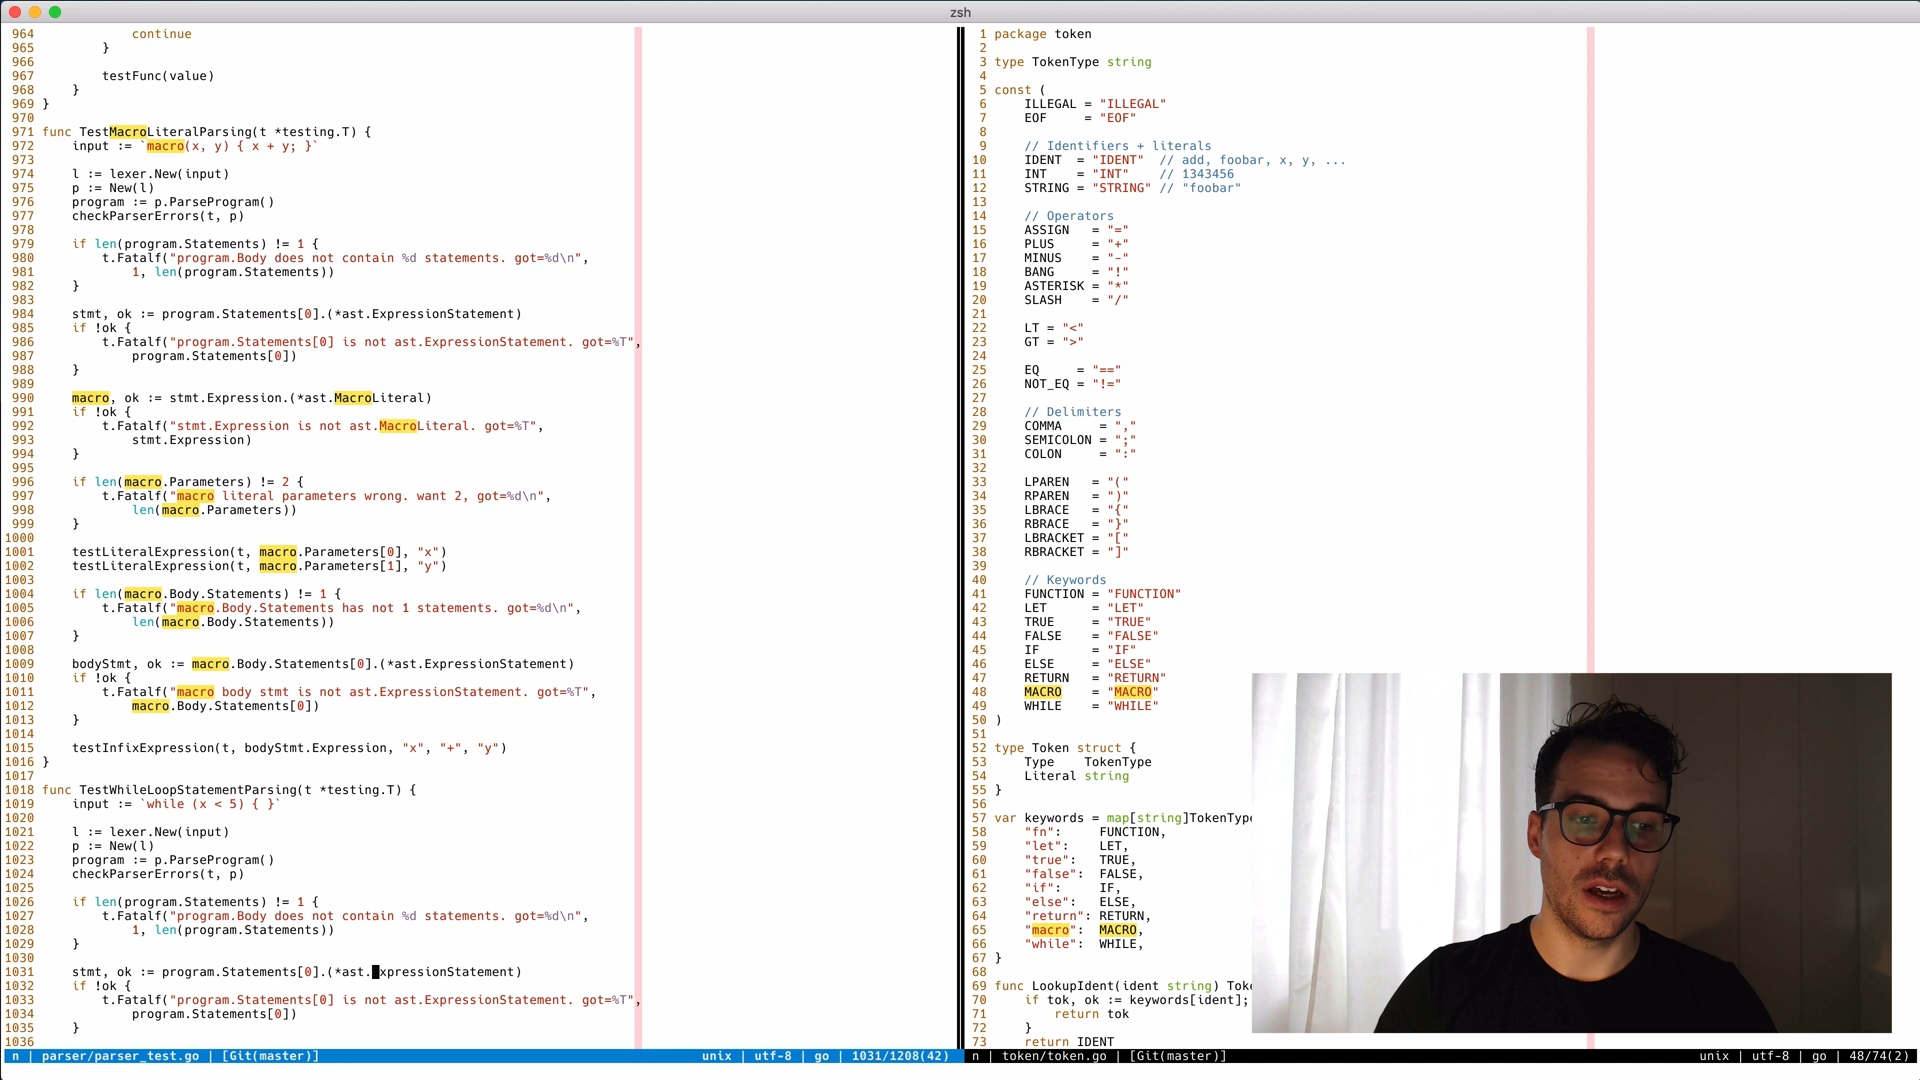 zsh
964             continue
965         }
966
967         testFunc(value)
968     }
969 }
970
971 func TestMacroLiteralParsing(t *testing.T) {
972     input := `macro(x, y) { x + y; }`
973
974     l := lexer.New(input)
975     p := New(l)
976     program := p.ParseProgram()
977     checkParserErrors(t, p)
978
979     if len(program.Statements) != 1 {
980         t.Fatalf("program.Body does not contain %d statements. got=%d\n",
981             1, len(program.Statements))
982     }
983
984     stmt, ok := program.Statements[0].(*ast.ExpressionStatement)
985     if !ok {
986         t.Fatalf("program.Statements[0] is not ast.ExpressionStatement. got=%T",
987             program.Statements[0])
988     }
989
990     macro, ok := stmt.Expression.(*ast.MacroLiteral)
991     if !ok {
992         t.Fatalf("stmt.Expression is not ast.MacroLiteral. got=%T",
993             stmt.Expression)
994     }
995
996     if len(macro.Parameters) != 2 {
997         t.Fatalf("macro literal parameters wrong. want 2, got=%d\n",
998             len(macro.Parameters))
999     }
1000
1001     testLiteralExpression(t, macro.Parameters[0], "x")
1002     testLiteralExpression(t, macro.Parameters[1], "y")
1003
1004     if len(macro.Body.Statements) != 1 {
1005         t.Fatalf("macro.Body.Statements has not 1 statements. got=%d\n",
1006             len(macro.Body.Statements))
1007     }
1008
1009     bodyStmt, ok := macro.Body.Statements[0].(*ast.ExpressionStatement)
1010     if !ok {
1011         t.Fatalf("macro body stmt is not ast.ExpressionStatement. got=%T",
1012             macro.Body.Statements[0])
1013     }
1014
1015     testInfixExpression(t, bodyStmt.Expression, "x", "+", "y")
1016 }
1017
1018 func TestWhileLoopStatementParsing(t *testing.T) {
1019     input := `while (x < 5) { }`
1020
1021     l := lexer.New(input)
1022     p := New(l)
1023     program := p.ParseProgram()
1024     checkParserErrors(t, p)
1025
1026     if len(program.Statements) != 1 {
1027         t.Fatalf("program.Body does not contain %d statements. got=%d\n",
1028             1, len(program.Statements))
1029     }
1030
1031     stmt, ok := program.Statements[0].(*ast.ExpressionStatement)
1032     if !ok {
1033         t.Fatalf("program.Statements[0] is not ast.ExpressionStatement. got=%T",
1034             program.Statements[0])
1035     }
1036
n | parser/parser_test.go | [Git(master)] unix | utf-8 | go | 1031/1208(42)
1 package token
2
3 type TokenType string
4
5 const (
6     ILLEGAL = "ILLEGAL"
7     EOF     = "EOF"
8
9     // Identifiers + literals
10     IDENT  = "IDENT"  // add, foobar, x, y, ...
11     INT    = "INT"    // 1343456
12     STRING = "STRING" // "foobar"
13
14     // Operators
15     ASSIGN   = "="
16     PLUS     = "+"
17     MINUS    = "-"
18     BANG     = "!"
19     ASTERISK = "*"
20     SLASH    = "/"
21
22     LT = "<"
23     GT = ">"
24
25     EQ     = "=="
26     NOT_EQ = "!="
27
28     // Delimiters
29     COMMA     = ","
30     SEMICOLON = ";"
31     COLON     = ":"
32
33     LPAREN   = "("
34     RPAREN   = ")"
35     LBRACE   = "{"
36     RBRACE   = "}"
37     LBRACKET = "["
38     RBRACKET = "]"
39
40     // Keywords
41     FUNCTION = "FUNCTION"
42     LET      = "LET"
43     TRUE     = "TRUE"
44     FALSE    = "FALSE"
45     IF       = "IF"
46     ELSE     = "ELSE"
47     RETURN   = "RETURN"
48     MACRO    = "MACRO"
49     WHILE    = "WHILE"
50 )
51
52 type Token struct {
53     Type    TokenType
54     Literal string
55 }
56
57 var keywords = map[string]TokenType
58     "fn":     FUNCTION,
59     "let":    LET,
60     "true":   TRUE,
61     "false":  FALSE,
62     "if":     IF,
63     "else":   ELSE,
64     "return": RETURN,
65     "macro":  MACRO,
66     "while":  WHILE,
67 }
68
69 func LookupIdent(ident string) Toke
70     if tok, ok := keywords[ident];
71         return tok
72     }
73     return IDENT
n | token/token.go | [Git(master)] unix | utf-8 | go | 48/74(2)